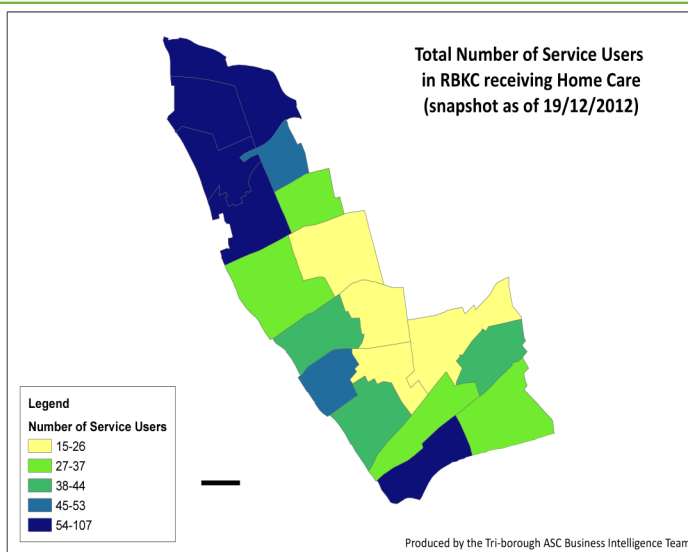 Total Number of Service Users
in RBKC receiving Home Care
(snapshot as of 19/12/2012)
Legend
Number of Service Users
15-26
27-37
38-44
45-53
54-107
Produced by the Tri-borough ASC Business Intelligence Team